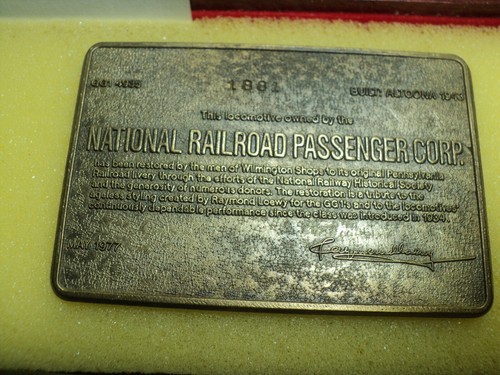 GG1 4935 1891 BUILT: ALTOONA 1943
This locomotive owned by the
NATIONAL RAILROAD PASSENGER CORP.
has been restored by the men of Wilmington Shops to its original Pennsylvania
Railroad livery through the efforts of the National Railway Historical Society
and the generosity of numerous donors. The restoration is a tribute to the
ageless styling created by Raymond Loewy for the GG1's and to the locomotives'
continuously dependable performance since the class was introduced in 1934.
May 1977